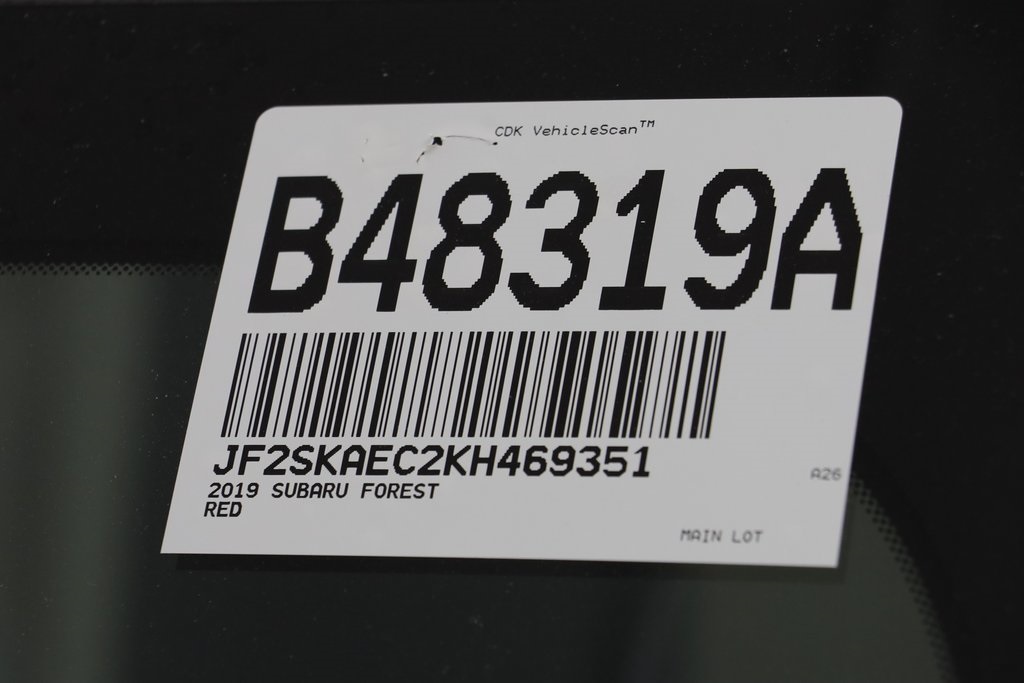 CDK VehicleScan™
B48319A
JF2SKAEC2KH469351
2019 SUBARU FOREST
RED
A26
MAIN LOT